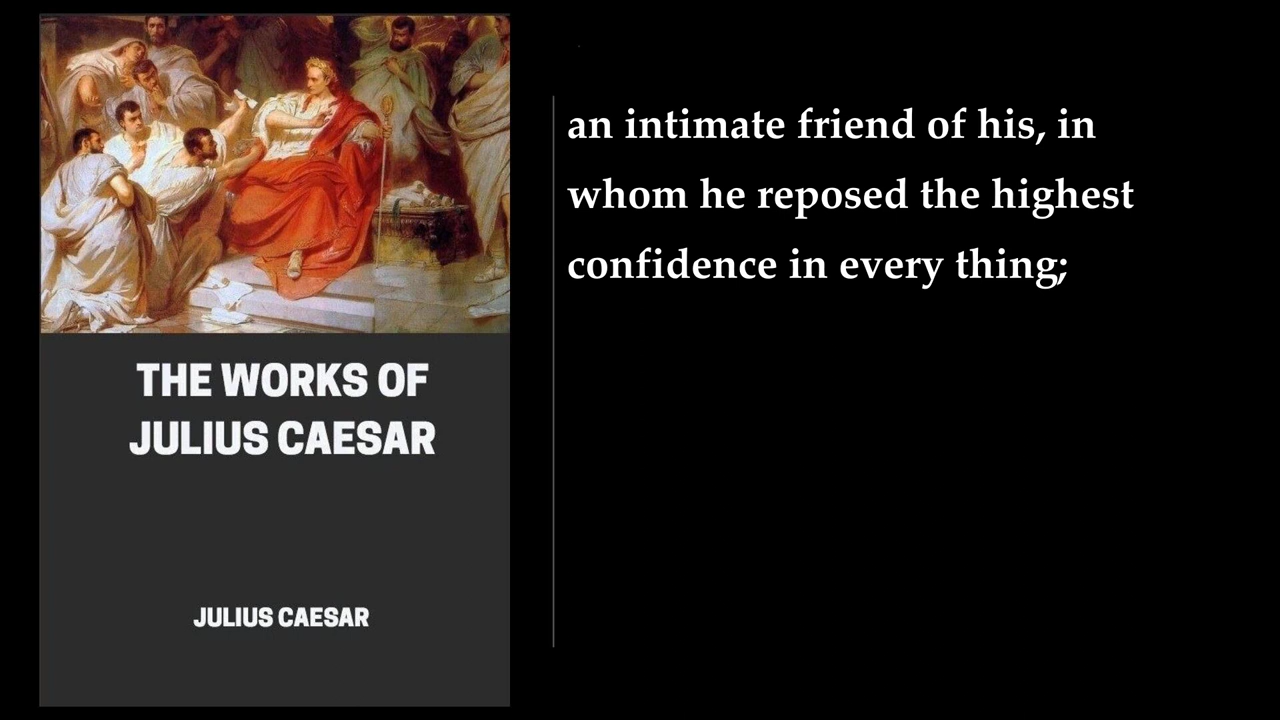 THE WORKS OF
JULIUS CAESAR
JULIUS CAESAR
an intimate friend of his, in
whom he reposed the highest
confidence in every thing;